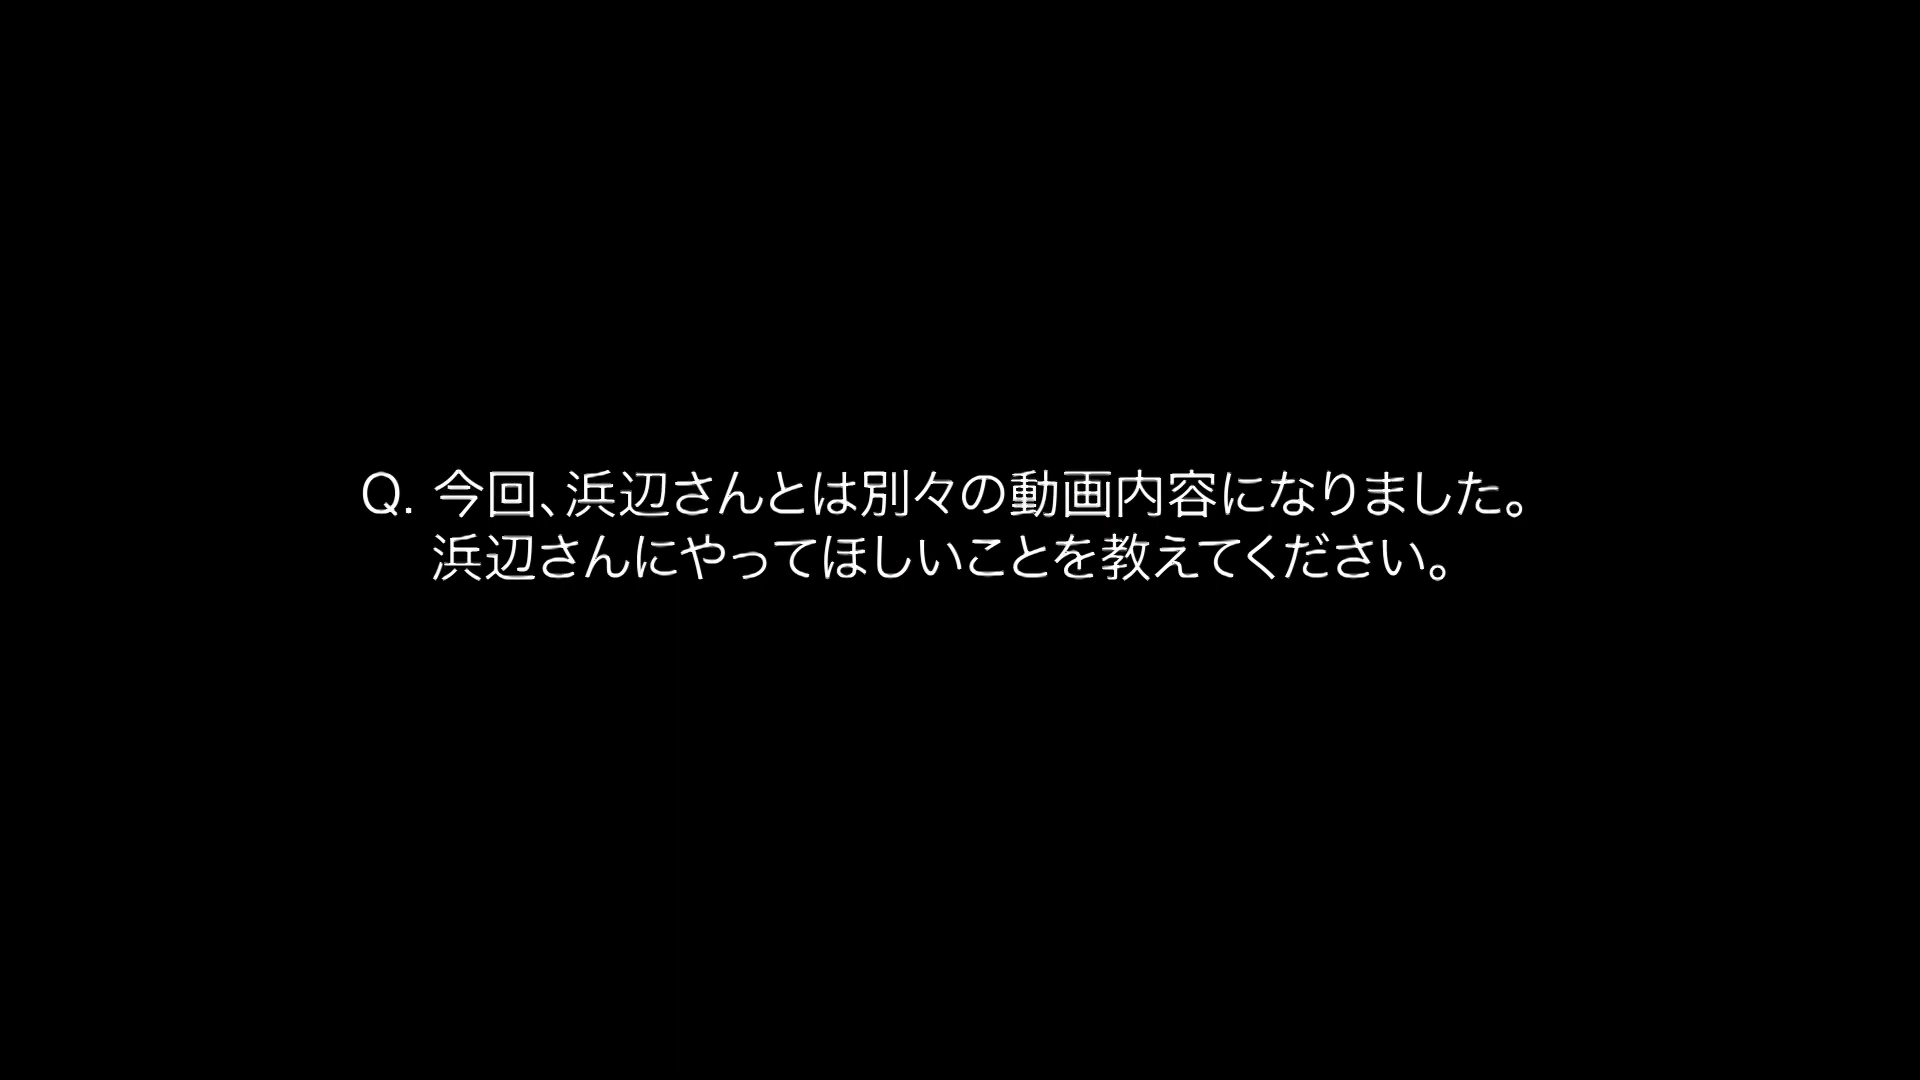 Q. 今回、浜辺さんとは別々の動画内容になりました。
浜辺さんにやってほしいことを教えてください。